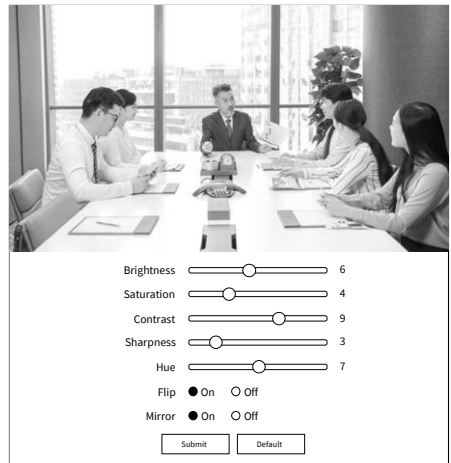 Brightness 6
Saturation 4
Contrast 9
Sharpness 3
Hue 7
Flip On Off
Mirror On Off
Submit Default